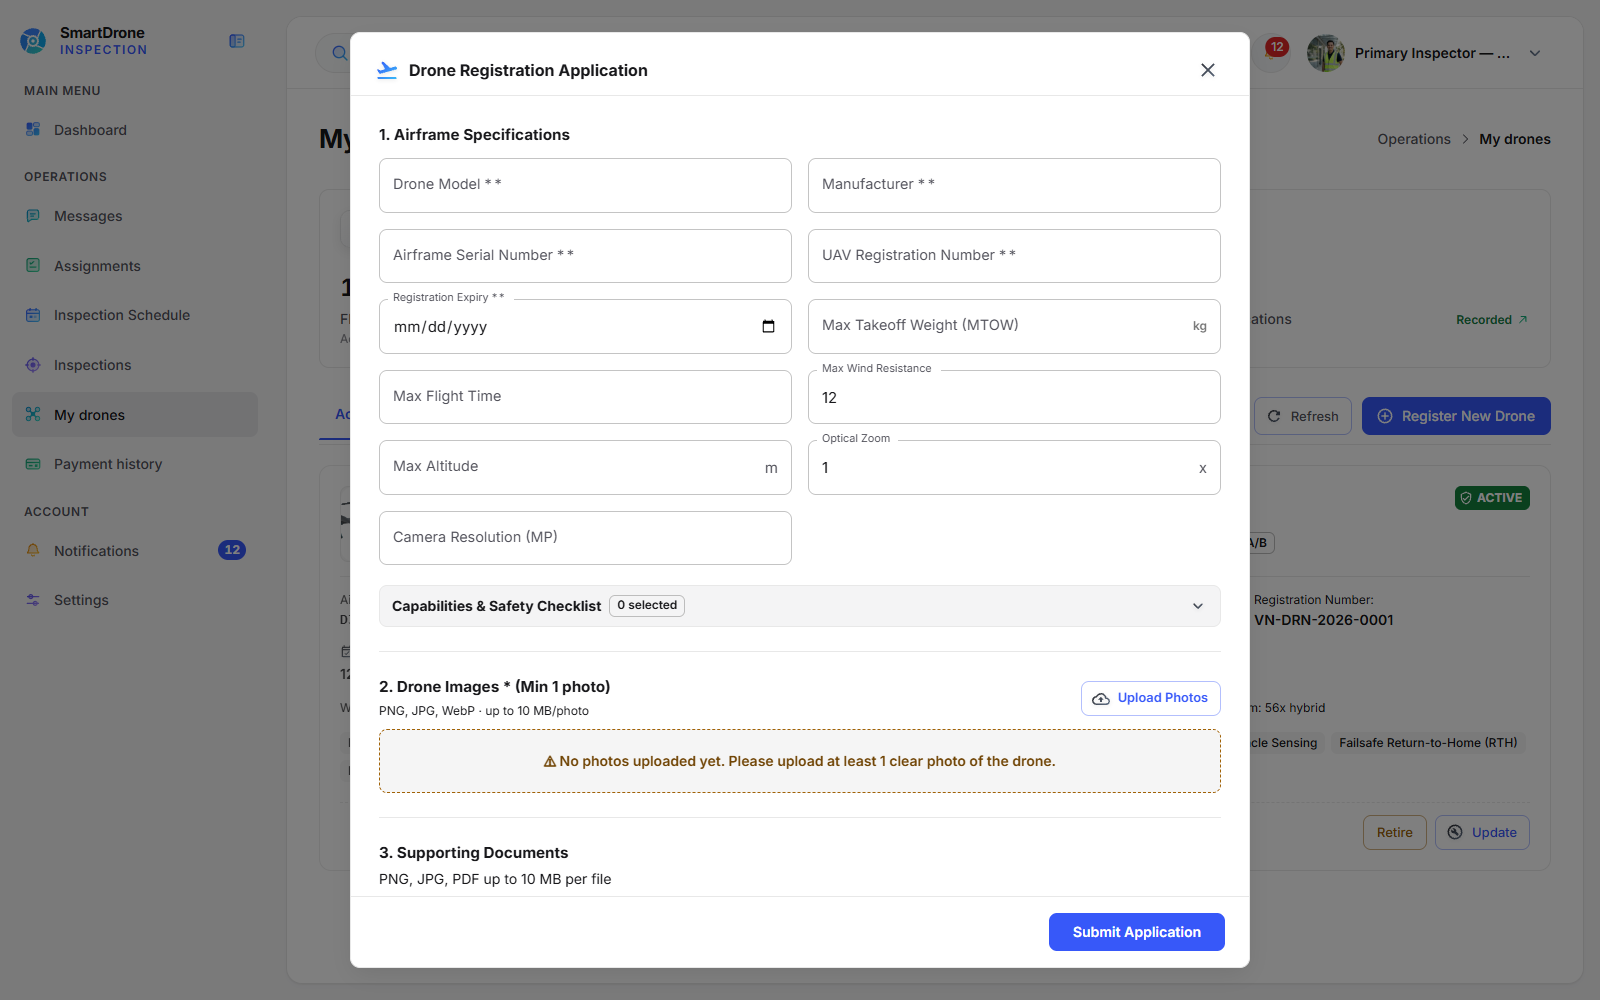 SmartDrone
INSPECTION
MAIN MENU
Dashboard
OPERATIONS
Messages
Assignments
Inspection Schedule
Inspections
My drones
Payment history
ACCOUNT
Notifications
12
Settings
12
Primary Inspector — ...
Operations > My drones
Recorded
Refresh
Register New Drone
ACTIVE
Registration Number:
VN-DRN-2026-0001
56x hybrid
Sensing
Failsafe Return-to-Home (RTH)
Retire
Update
Drone Registration Application
1. Airframe Specifications
Drone Model * *
Manufacturer * *
Airframe Serial Number * *
UAV Registration Number * *
Registration Expiry * *
mm/dd/yyyy
Max Takeoff Weight (MTOW)
kg
Max Flight Time
Max Wind Resistance
12
Max Altitude
m
Optical Zoom
1
x
Camera Resolution (MP)
Capabilities & Safety Checklist
0 selected
2. Drone Images * (Min 1 photo)
PNG, JPG, WebP · up to 10 MB/photo
Upload Photos
⚠ No photos uploaded yet. Please upload at least 1 clear photo of the drone.
3. Supporting Documents
PNG, JPG, PDF up to 10 MB per file
Submit Application